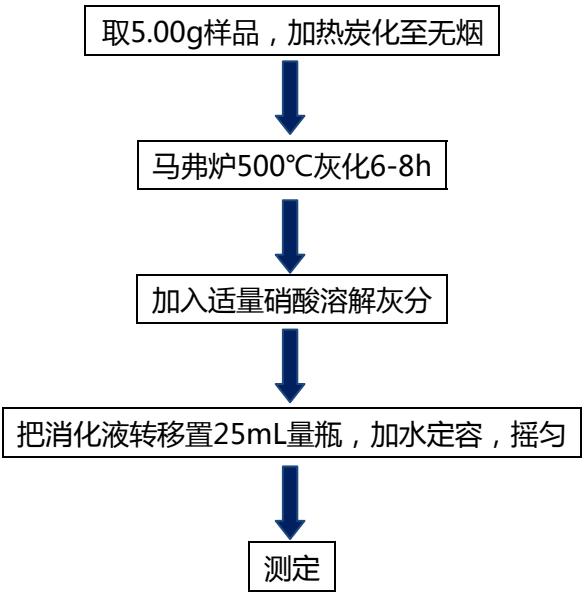 取5.00g样品，加热炭化至无烟
马弗炉500℃灰化6-8h
加入适量硝酸溶解灰分
把消化液转移置25mL量瓶，加水定容，摇匀
测定